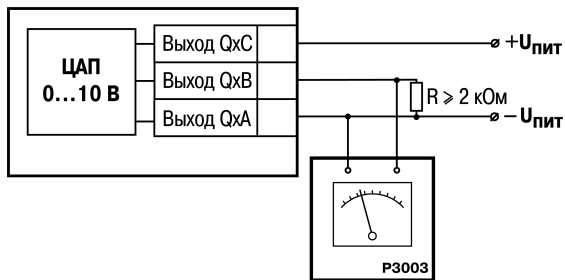 ЦАП
0...10 В
Выход QxC
Выход QxB
Выход QxA
+Uпит
R ⩾ 2 кОм
– Uпит
Р3003